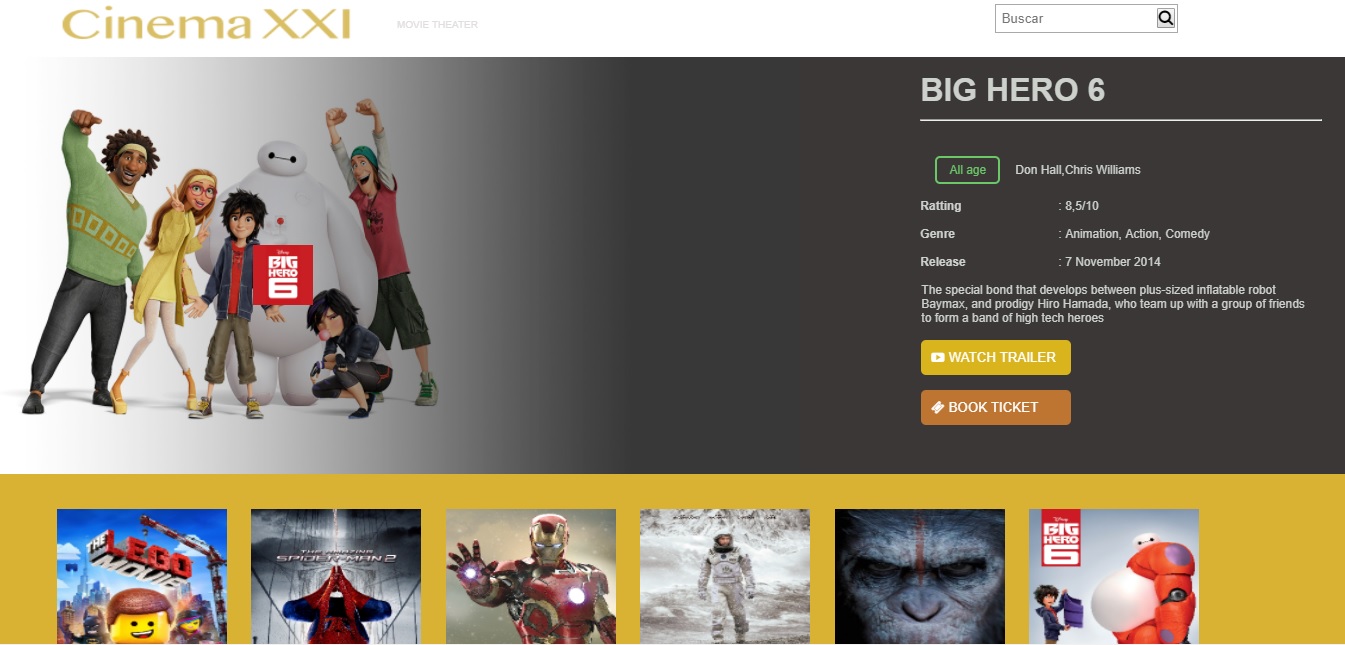 Cinema XXI
MOVIE THEATER
Buscar
BIG HERO 6
All age
Don Hall,Chris Williams
Ratting : 8,5/10
Genre : Animation, Action, Comedy
Release : 7 November 2014
The special bond that develops between plus-sized inflatable robot
Baymax, and prodigy Hiro Hamada, who team up with a group of friends
to form a band of high tech heroes
WATCH TRAILER
BOOK TICKET
Disney
BIG
HERO
6
THE LEGO
MOVIE
THE AMAZING
SPIDER-MAN 2
Disney
BIG
HERO
6